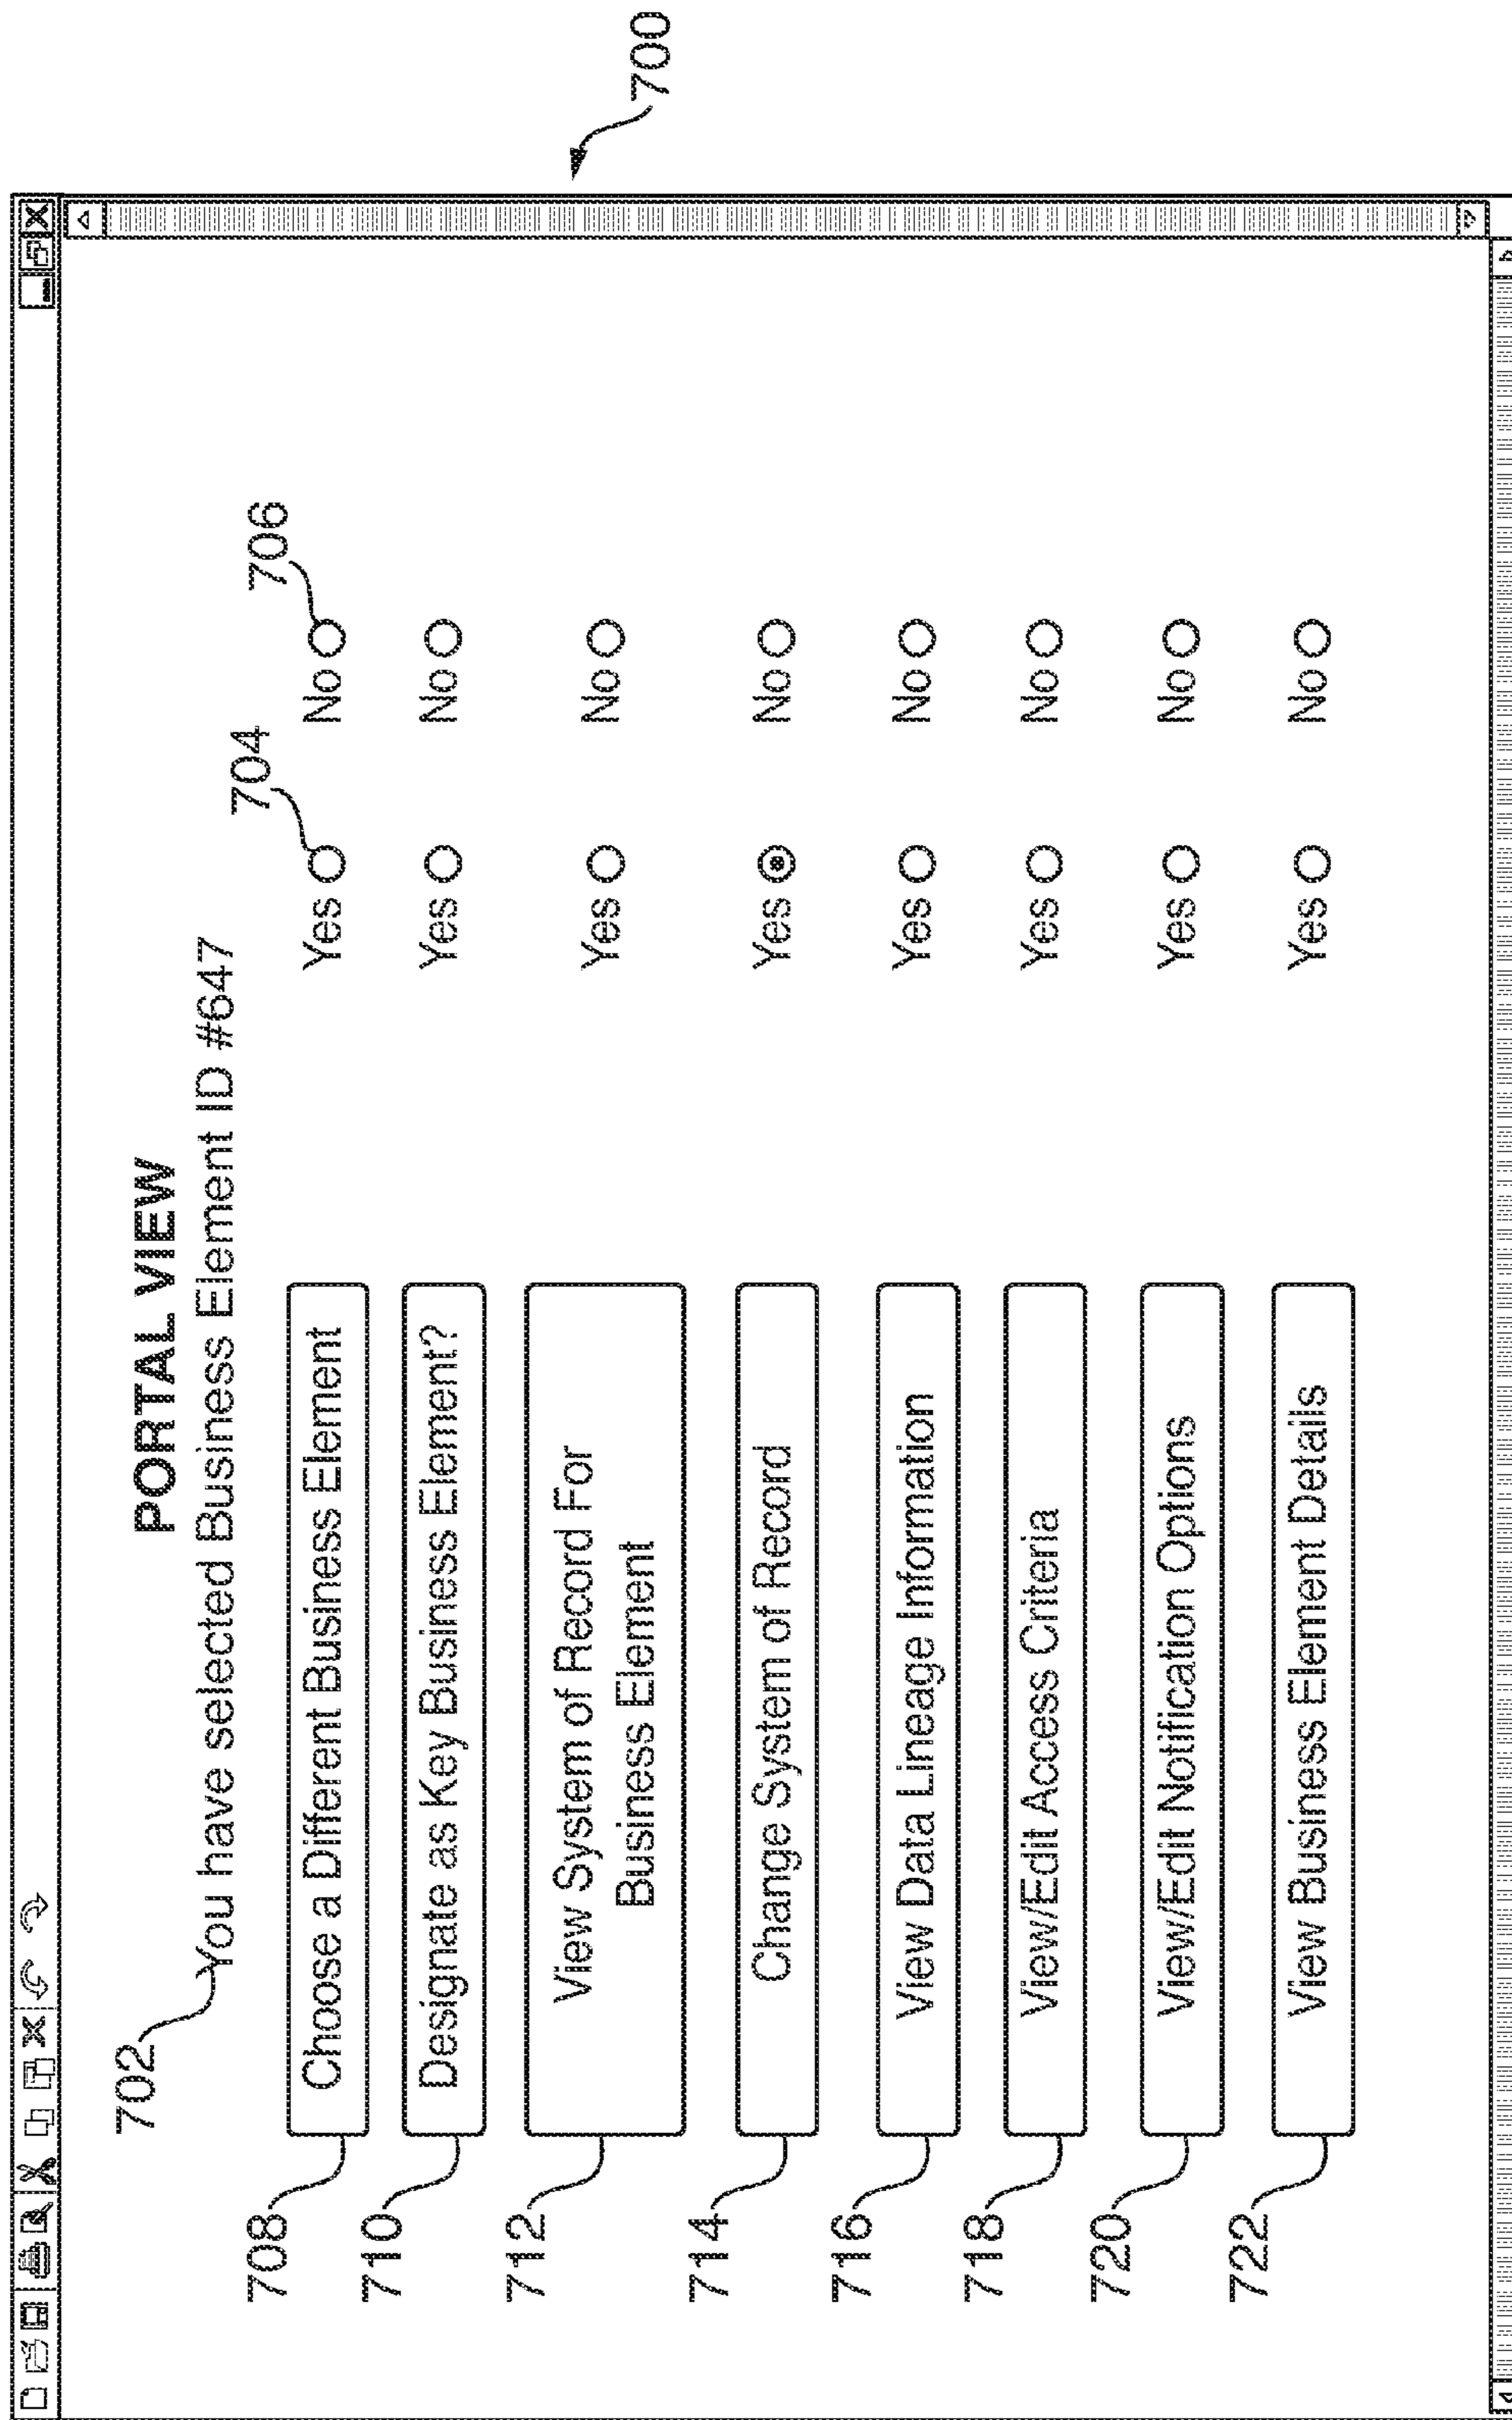 700
PORTAL VIEW
702
You have selected Business Element ID #647
704
706
708 Choose a Different Business Element Yes No
710 Designate as Key Business Element? Yes No
712 View System of Record For
Business Element Yes No
714 Change System of Record Yes No
716 View Data Lineage Information Yes No
718 View/Edit Access Criteria Yes No
720 View/Edit Notification Options Yes No
722 View Business Element Details Yes No